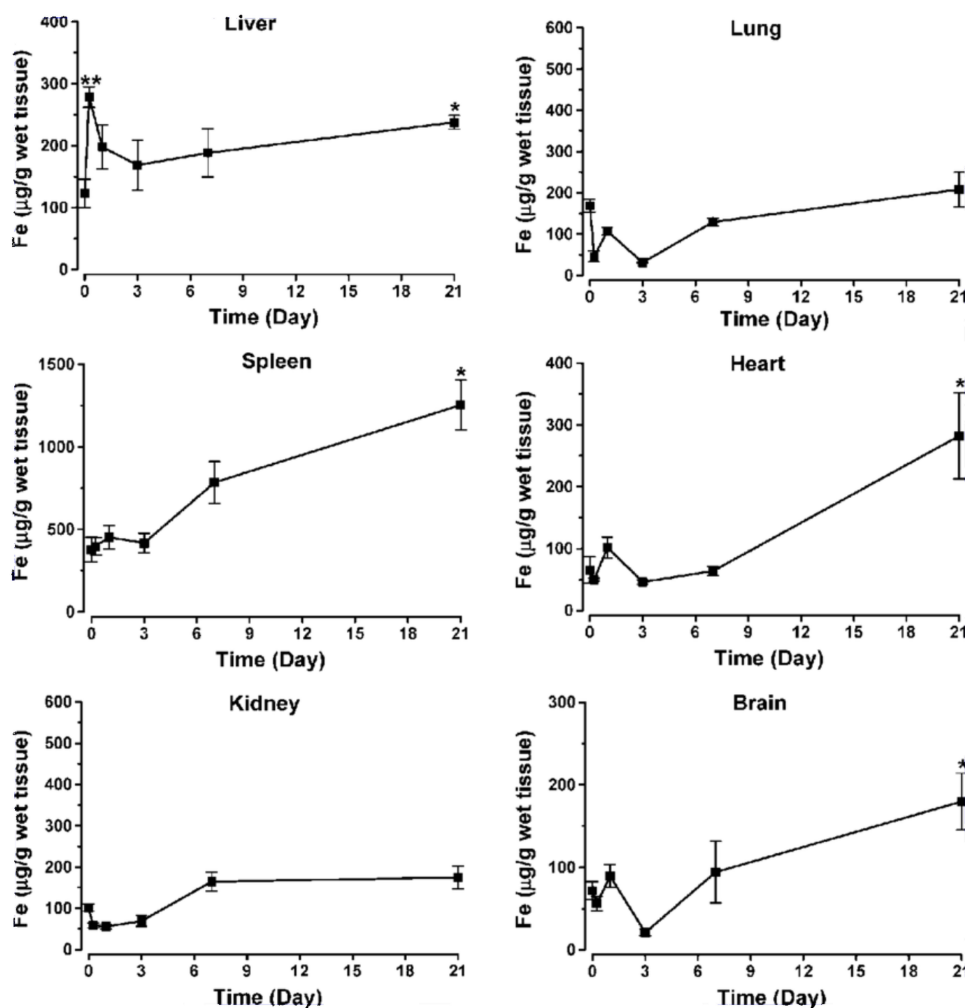 Liver
Fe (µg/g wet tissue)
400
300
200
100
0
**
*
0 3 6 9 12 15 18 21
Time (Day)
Lung
Fe (µg/g wet tissue)
600
500
400
300
200
100
0
0 3 6 9 12 15 18 21
Time (Day)
Spleen
Fe (µg/g wet tissue)
1500
1000
500
0
*
0 3 6 9 12 15 18 21
Time (Day)
Heart
Fe (µg/g wet tissue)
400
300
200
100
0
*
0 3 6 9 12 15 18 21
Time (Day)
Kidney
Fe (µg/g wet tissue)
600
500
400
300
200
100
0
0 3 6 9 12 15 18 21
Time (Day)
Brain
Fe (µg/g wet tissue)
300
200
100
0
*
0 3 6 9 12 15 18 21
Time (Day)